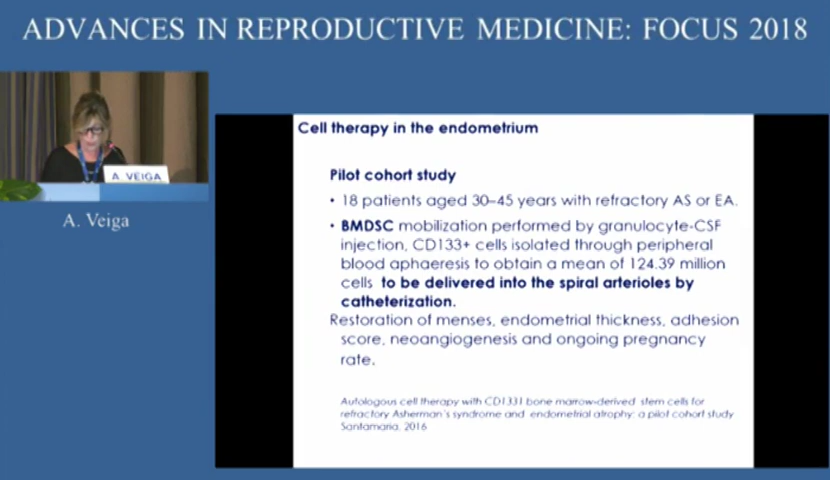 ADVANCES IN REPRODUCTIVE MEDICINE: FOCUS 2018
A. VEIGA
A. Veiga
Cell therapy in the endometrium
Pilot cohort study
• 18 patients aged 30–45 years with refractory AS or EA.
• BMDSC mobilization performed by granulocyte-CSF
injection, CD133+ cells isolated through peripheral
blood aphaeresis to obtain a mean of 124.39 million
cells to be delivered into the spiral arterioles by
catheterization.
Restoration of menses, endometrial thickness, adhesion
score, neoangiogenesis and ongoing pregnancy
rate.
Autologous cell therapy with CD1331 bone marrow-derived stem cells for
refractory Asherman's syndrome and endometrial atrophy: a pilot cohort study
Santamaria, 2016